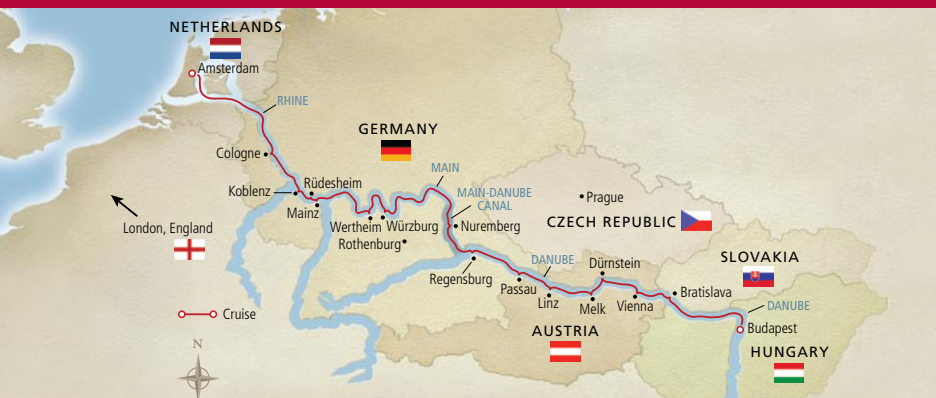 NETHERLANDS
Amsterdam
RHINE
GERMANY
Cologne
MAIN
Koblenz
Rüdesheim
MAIN-DANUBE
CANAL
Prague
Mainz
CZECH REPUBLIC
London, England
Wertheim
Würzburg
Nuremberg
Rothenburg
SLOVAKIA
DANUBE
Dürnstein
Regensburg
Passau
Linz
Melk
Vienna
Bratislava
DANUBE
Cruise
AUSTRIA
Budapest
N
HUNGARY